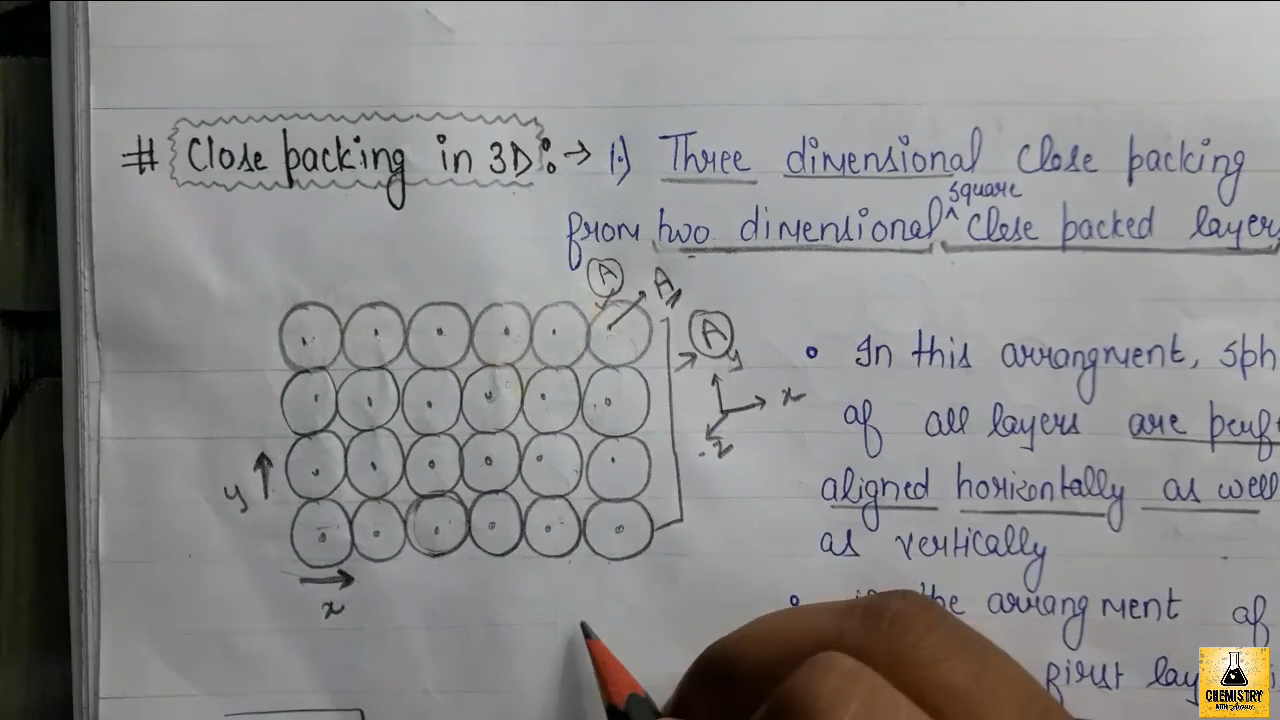 # Close packing in 3D :→ 1.) Three dimensional close packing
square
from two dimensional ^ close packed layer
A A
A
x
z
y
x
• In this arrangment, sph
of all layers are perf
aligned horizontally as well
as vertically
• the arrangment of
first lay
CHEMISTRY